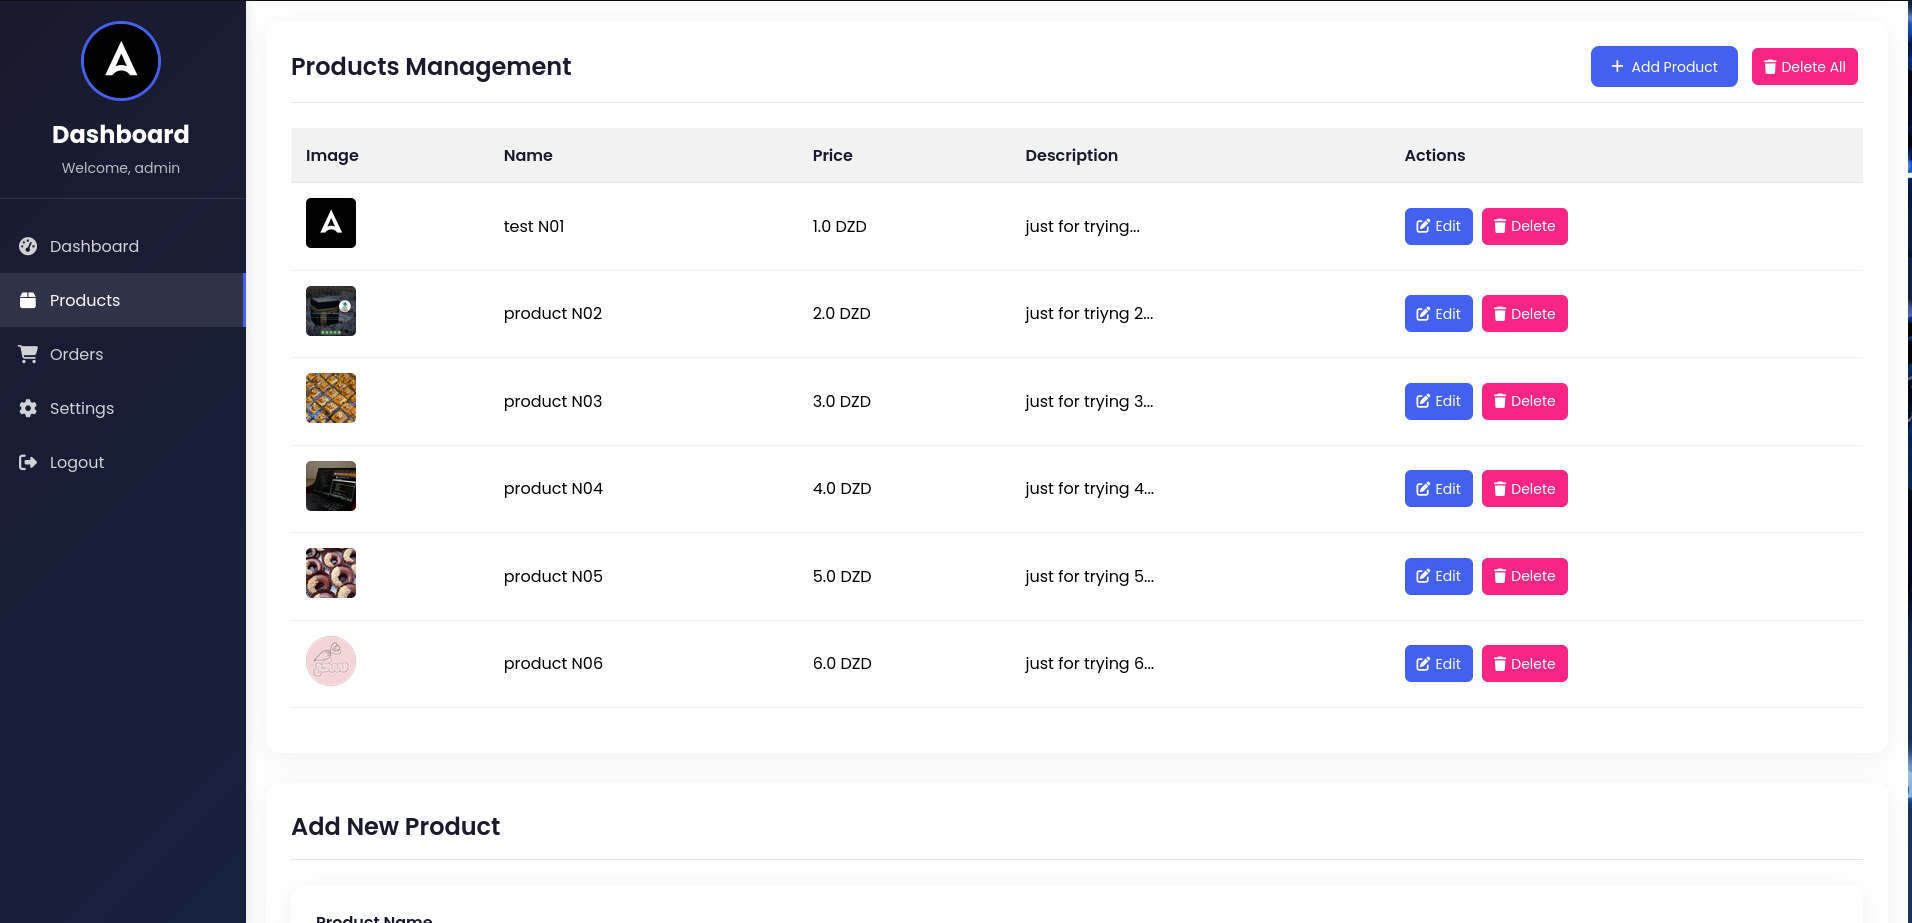 Dashboard
Welcome, admin
Dashboard
Products
Orders
Settings
Logout
Products Management
Add Product
Delete All
Image Name Price Description Actions
test N01 1.0 DZD just for trying... Edit Delete
product N02 2.0 DZD just for triyng 2... Edit Delete
product N03 3.0 DZD just for trying 3... Edit Delete
product N04 4.0 DZD just for trying 4... Edit Delete
product N05 5.0 DZD just for trying 5... Edit Delete
product N06 6.0 DZD just for trying 6... Edit Delete
Add New Product
Product Name